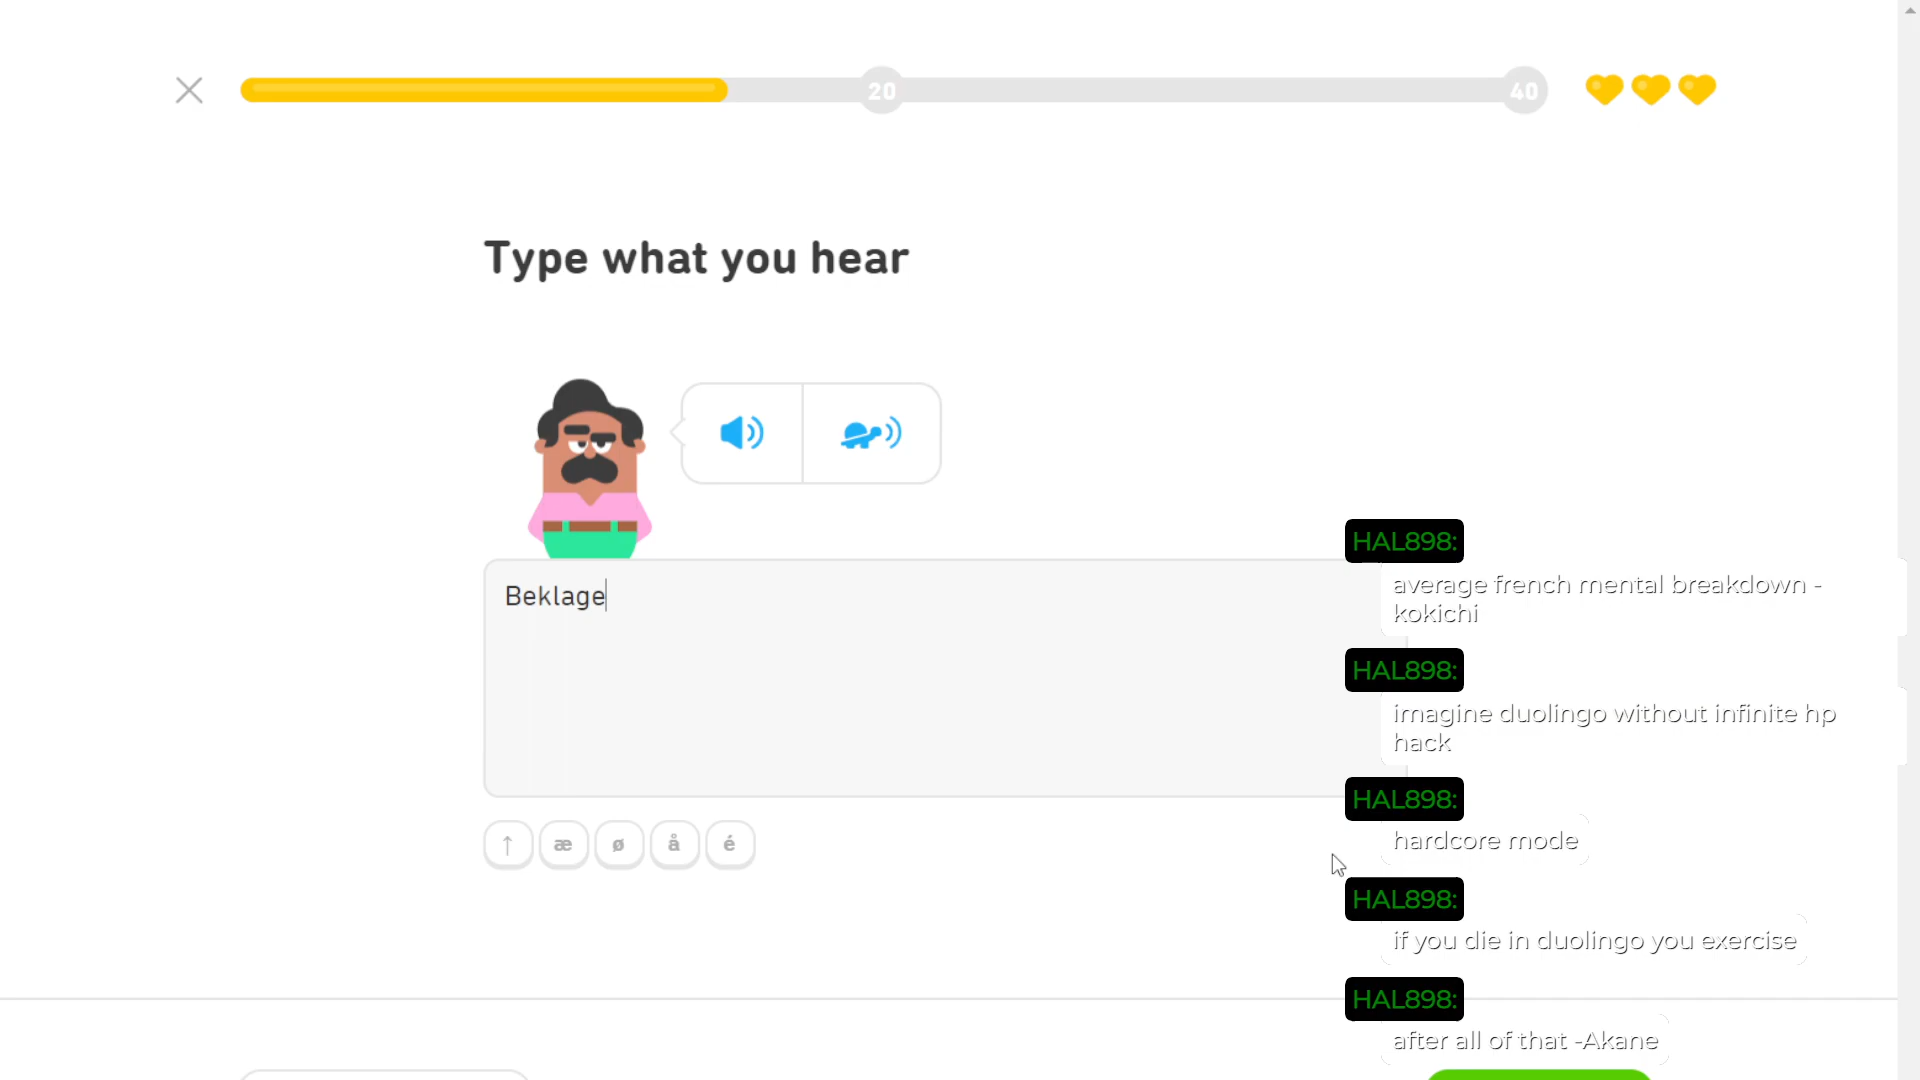 20
40
Type what you hear
Beklage
↑ æ ø å é
HAL898:
average french mental breakdown -
kokichi
HAL898:
imagine duolingo without infinite hp
hack
HAL898:
hardcore mode
HAL898:
if you die in duolingo you exercise
HAL898:
after all of that -Akane